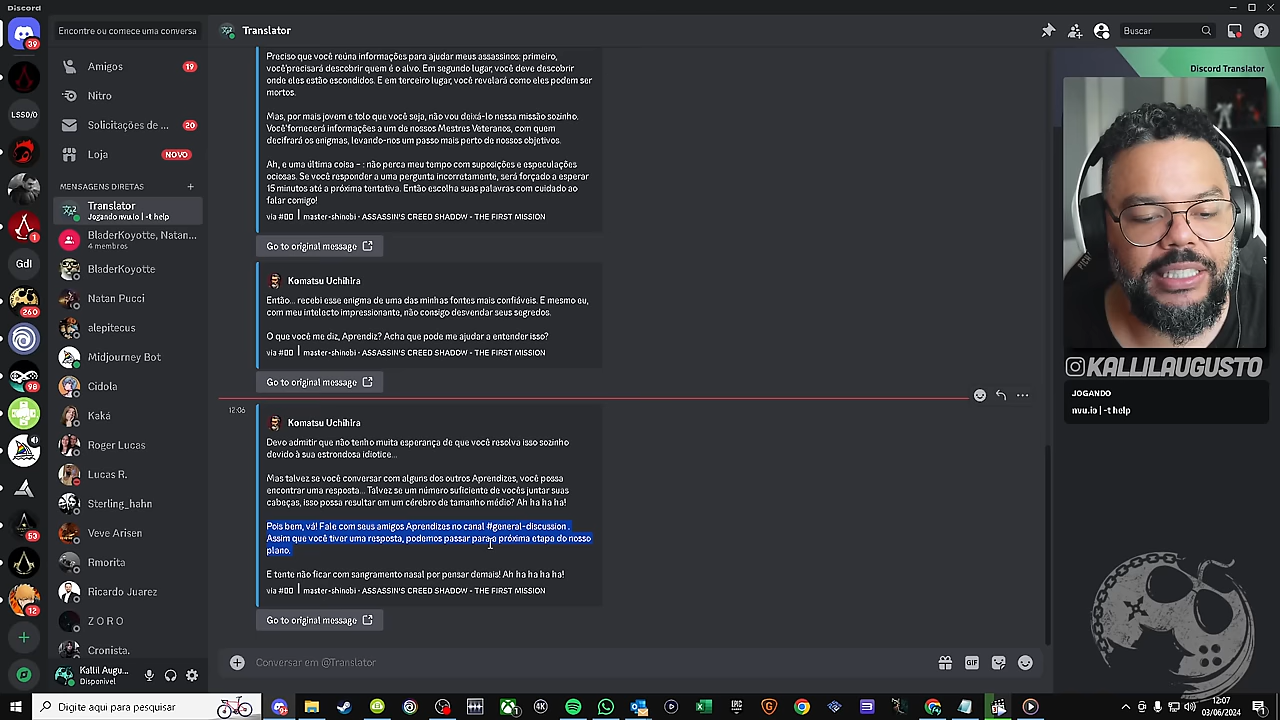 Discord
Encontre ou comece uma conversa
Translator
Buscar
39
Amigos
19
Nitro
Solicitações de ...
20
Loja
NOVO
MENSAGENS DIRETAS
+
Translator
Jogando nvu.io | -t help
BladerKoyotte, Natan...
4 membros
BladerKoyotte
Natan Pucci
alepitecus
Midjourney Bot
Cidola
Kaká
Roger Lucas
Lucas R.
Sterling_hahn
Veve Arisen
Rmorita
Ricardo Juarez
Z O R O
Cronista.
Kallil Augu...
Disponível
LSS0/0
1
GdI
260
98
53
12
Preciso que você reúna informações para ajudar meus assassinos: primeiro,
você precisará descobrir quem é o alvo. Em segundo lugar, você deve descobrir
onde eles estão escondidos. E em terceiro lugar, você revelará como eles podem ser
mortos.
Mas, por mais jovem e tolo que você seja, não vou deixá-lo nessa missão sozinho.
Você fornecerá informações a um de nossos Mestres Veteranos, com quem
decifrará os enigmas, levando-nos um passo mais perto de nossos objetivos.
Ah, e uma última coisa – : não perca meu tempo com suposições e especulações
ociosas. Se você responder a uma pergunta incorretamente, será forçado a esperar
15 minutos até a próxima tentativa. Então escolha suas palavras com cuidado ao
falar comigo!
via #00 | master-shinobi • ASSASSIN'S CREED SHADOW - THE FIRST MISSION
Go to original message
Komatsu Uchihira
Então... recebi esse enigma de uma das minhas fontes mais confiáveis. E mesmo eu,
com meu intelecto impressionante, não consigo desvendar seus segredos.
O que você me diz, Aprendiz? Acha que pode me ajudar a entender isso?
via #00 | master-shinobi • ASSASSIN'S CREED SHADOW - THE FIRST MISSION
Go to original message
12:06
Komatsu Uchihira
Devo admitir que não tenho muita esperança de que você resolva isso sozinho
devido à sua estrondosa idiotice...
Mas talvez se você conversar com alguns dos outros Aprendizes, você possa
encontrar uma resposta... Talvez se um número suficiente de vocês juntar suas
cabeças, isso possa resultar em um cérebro de tamanho médio? Ah ha ha ha!
Pois bem, vá! Fale com seus amigos Aprendizes no canal #general-discussion .
Assim que você tiver uma resposta, podemos passar para a próxima etapa do nosso
plano.
E tente não ficar com sangramento nasal por pensar demais! Ah ha ha ha ha!
via #00 | master-shinobi • ASSASSIN'S CREED SHADOW - THE FIRST MISSION
Go to original message
Conversar em @Translator
GIF
Discord Translator
KALLILAUGUSTO
JOGANDO
nvu.io | -t help
Digite aqui para pesquisar
4K
12:07
03/06/2024